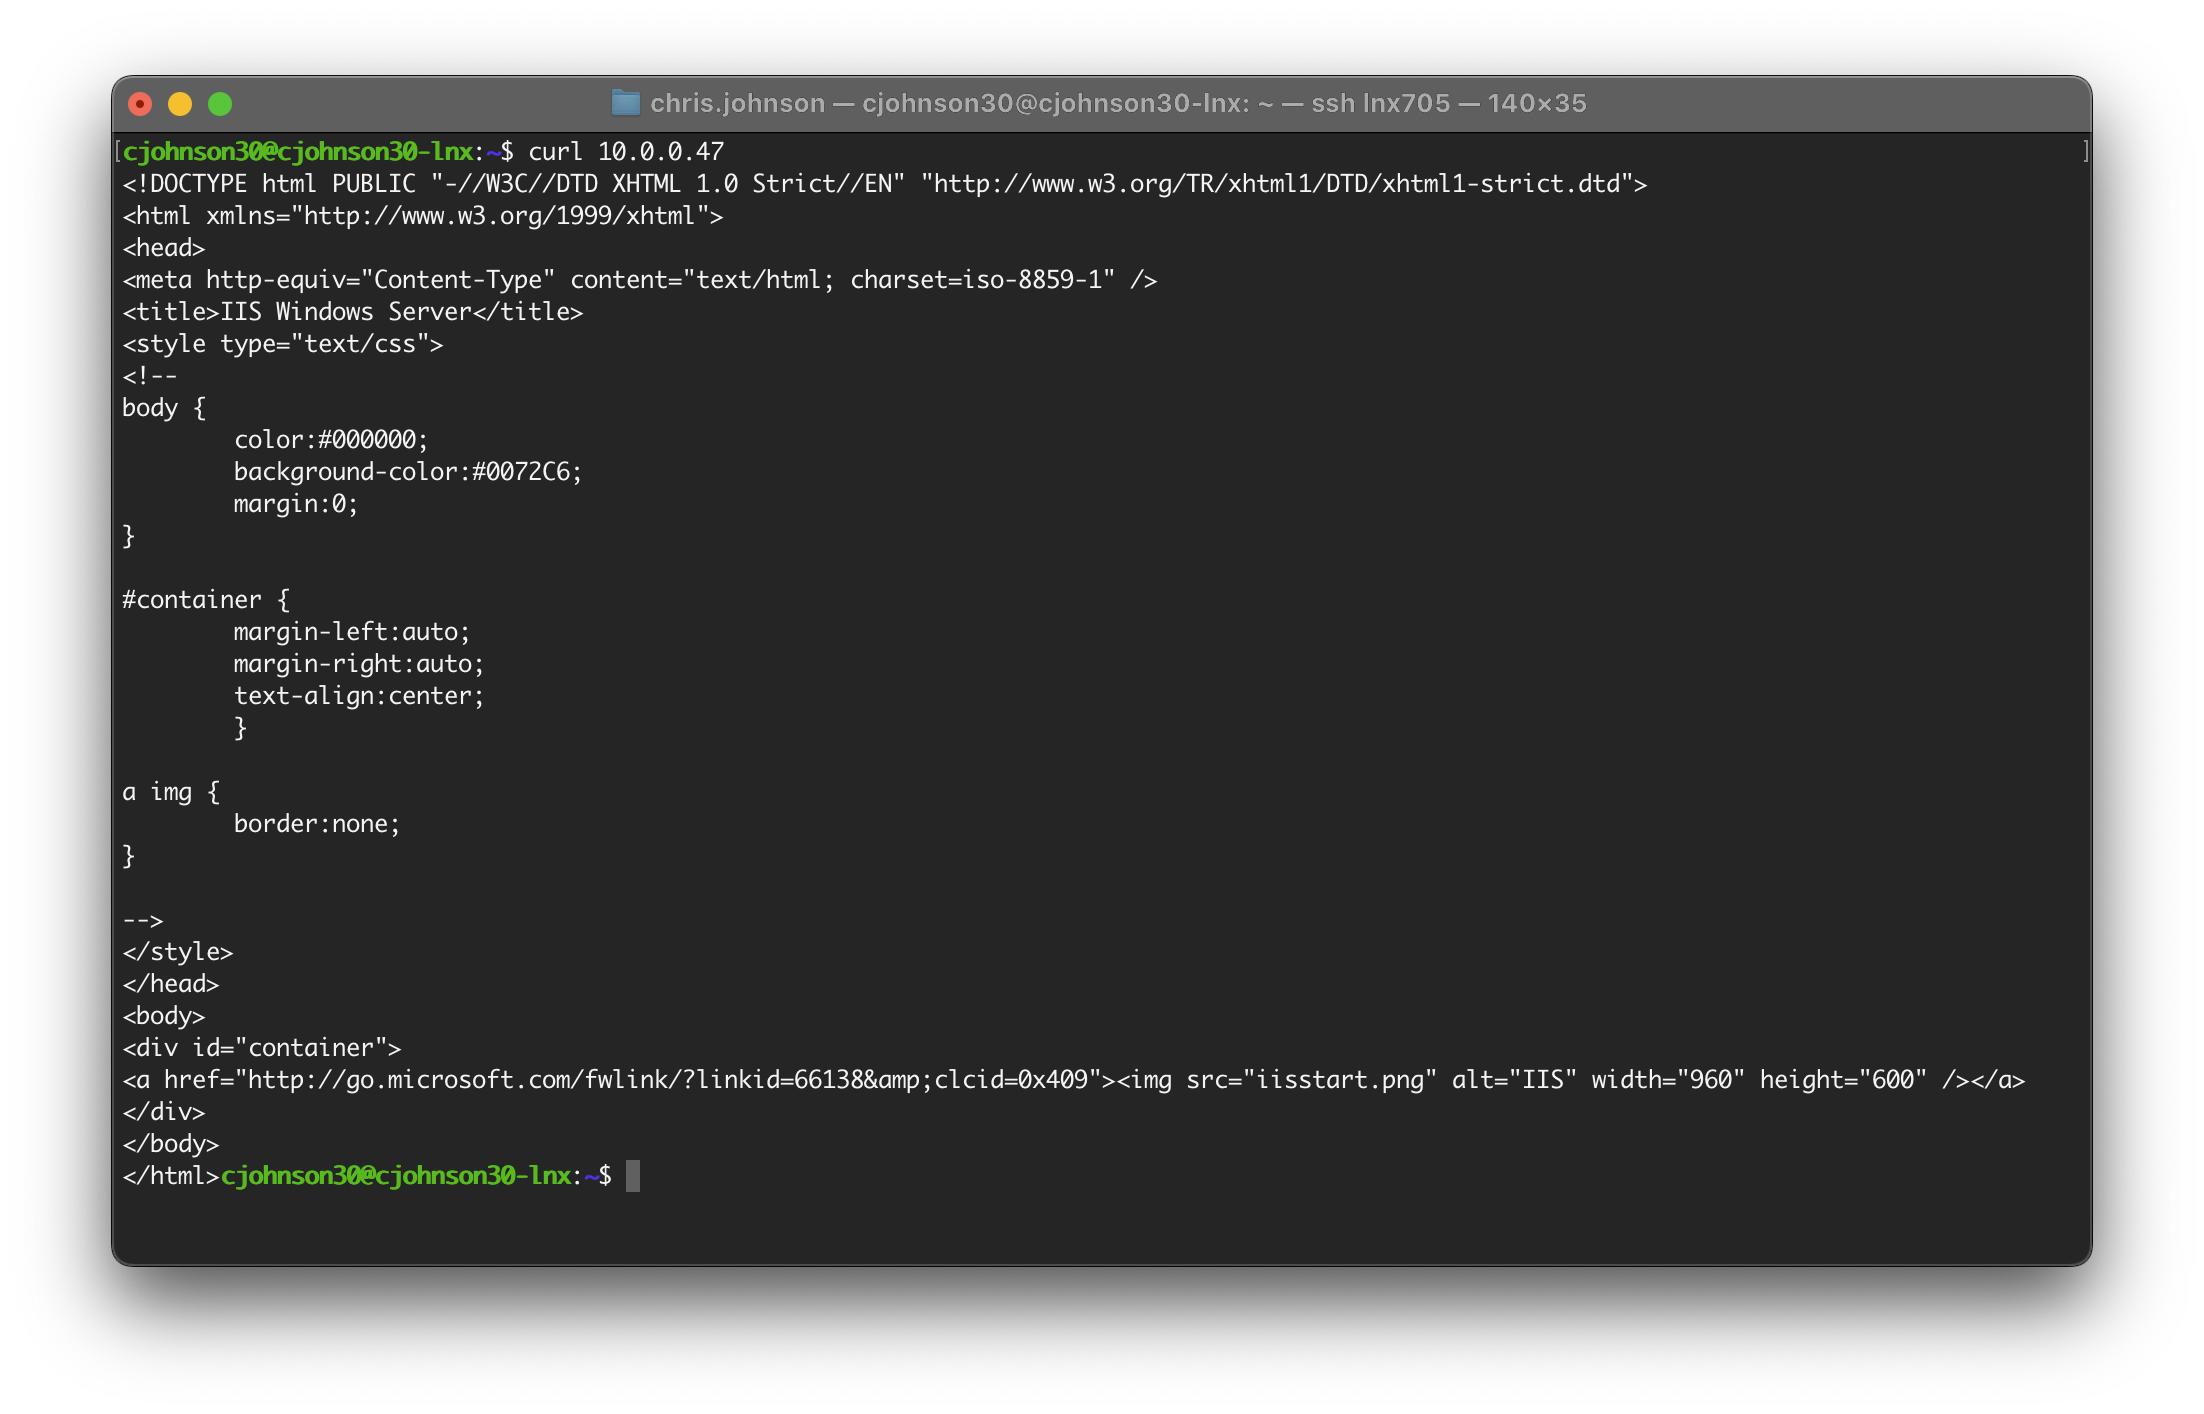 chris.johnson — cjohnson30@cjohnson30-lnx: ~ — ssh lnx705 — 140×35
[cjohnson30@cjohnson30-lnx:~$ curl 10.0.0.47 ]
<!DOCTYPE html PUBLIC "-//W3C//DTD XHTML 1.0 Strict//EN" "http://www.w3.org/TR/xhtml1/DTD/xhtml1-strict.dtd">
<html xmlns="http://www.w3.org/1999/xhtml">
<head>
<meta http-equiv="Content-Type" content="text/html; charset=iso-8859-1" />
<title>IIS Windows Server</title>
<style type="text/css">
<!--
body {
        color:#000000;
        background-color:#0072C6;
        margin:0;
}

#container {
        margin-left:auto;
        margin-right:auto;
        text-align:center;
        }

a img {
        border:none;
}

-->
</style>
</head>
<body>
<div id="container">
<a href="http://go.microsoft.com/fwlink/?linkid=66138&amp;clcid=0x409"><img src="iisstart.png" alt="IIS" width="960" height="600" /></a>
</div>
</body>
</html>cjohnson30@cjohnson30-lnx:~$